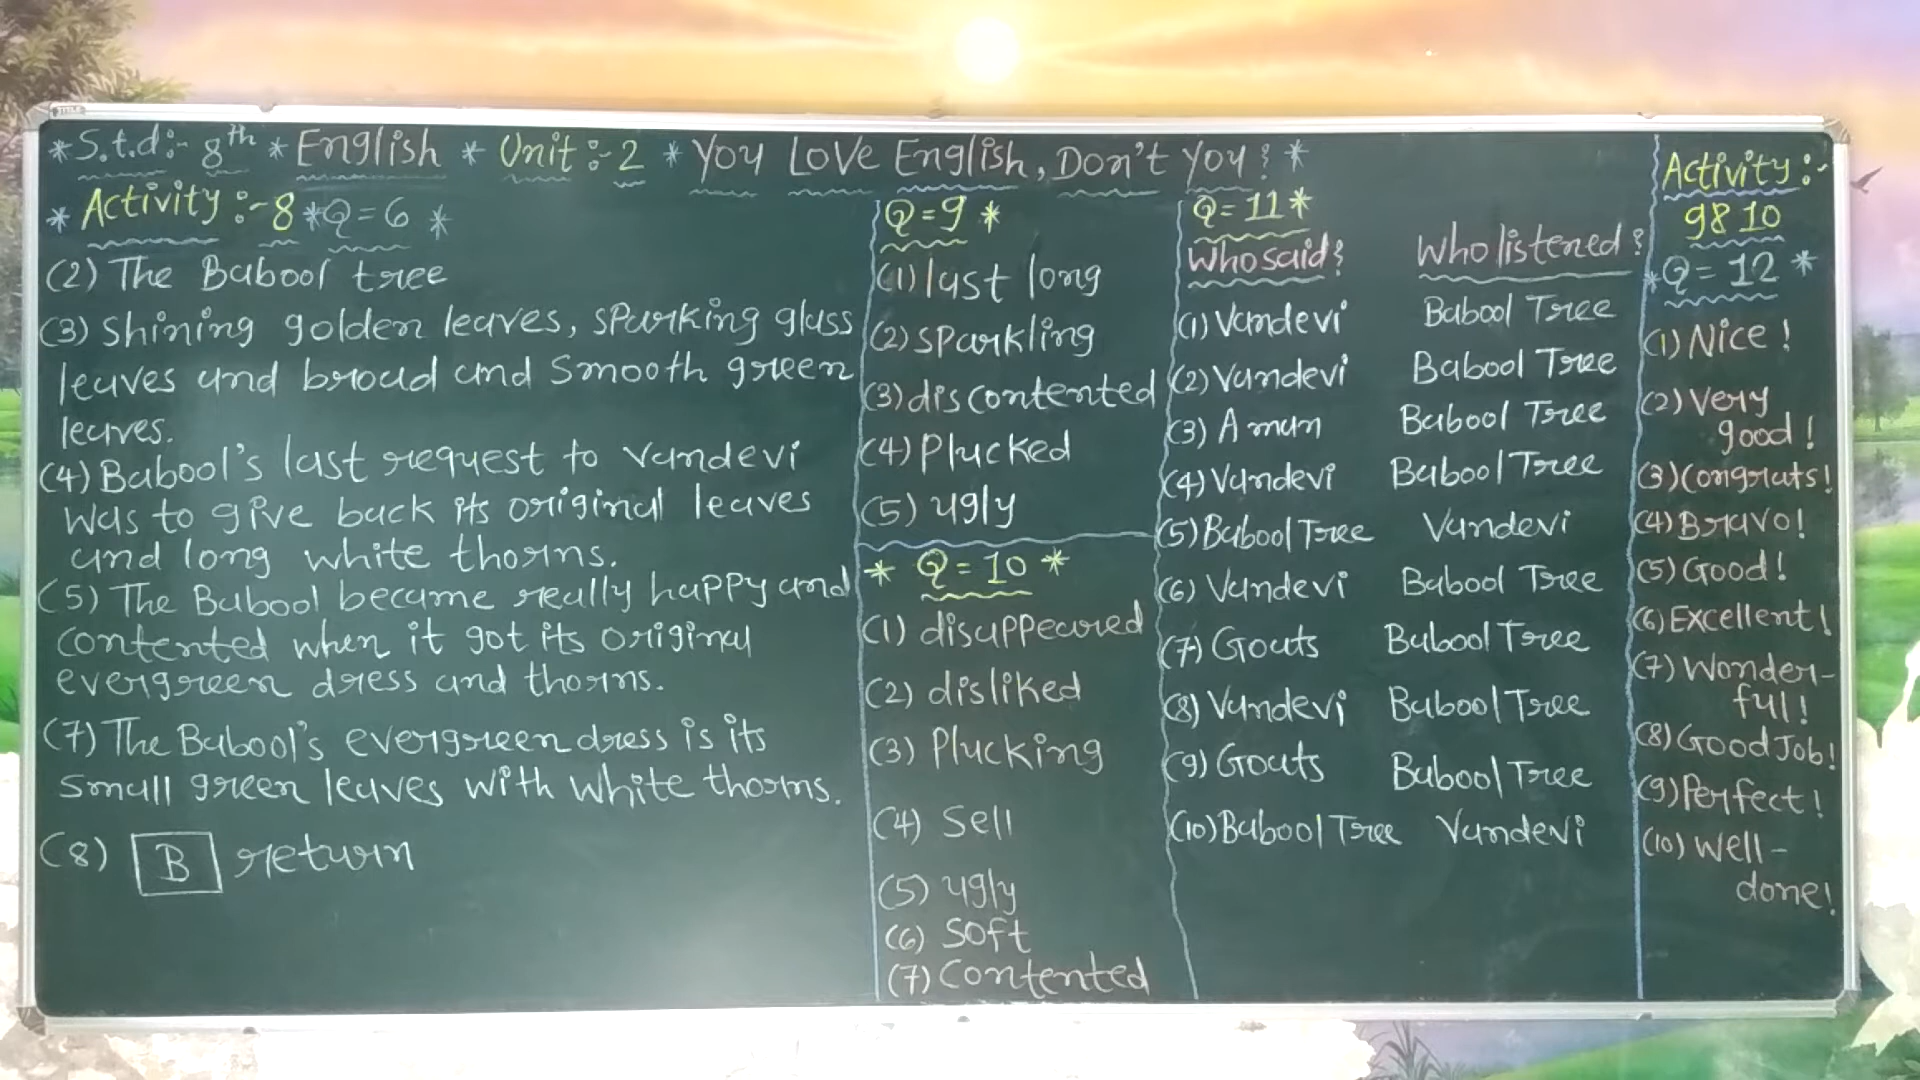 * S.t.d:- 8th * English * Unit :- 2 * You Love English, Don't You? *
* Activity :- 8 * Q = 6 *
(2) The Babool tree
(3) Shining golden leaves, sparking glass
leaves and broad and smooth green
leaves.
(4) Babool's last request to Vandevi
was to give back its original leaves
and long white thorns.
(5) The Babool became really happy and
contented when it got its original
evergreen dress and thorns.
(7) The Babool's evergreen dress is its
small green leaves with white thorns.
(8) B return
Q = 9 *
(1) last long
(2) sparkling
(3) discontented
(4) Plucked
(5) ugly
* Q = 10 *
(1) disappeared
(2) disliked
(3) Plucking
(4) Sell
(5) ugly
(6) Soft
(7) Contented
Q = 11 *
Who said? Who listened?
(1) Vandevi Babool Tree
(2) Vandevi Babool Tree
(3) A man Babool Tree
(4) Vandevi Babool Tree
(5) Babool Tree Vandevi
(6) Vandevi Babool Tree
(7) Goats Babool Tree
(8) Vandevi Babool Tree
(9) Goats Babool Tree
(10) Babool Tree Vandevi
Activity :-
9 & 10
* Q = 12 *
(1) Nice!
(2) Very
good!
(3) Congrats!
(4) Bravo!
(5) Good!
(6) Excellent!
(7) Wonder-
ful!
(8) Good Job!
(9) Perfect!
(10) Well-
done!